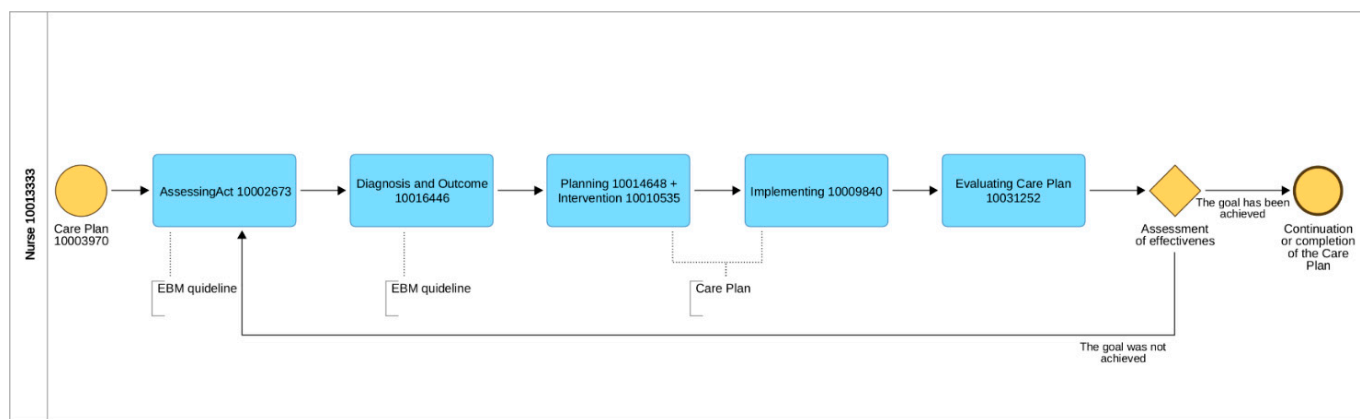 Nurse 10013333
Care Plan
10003970
AssessingAct 10002673
Diagnosis and Outcome
10016446
Planning 10014648 +
Intervention 10010535
Implementing 10009840
Evaluating Care Plan
10031252
Assessment
of effectivenes
The goal has been
achieved
Continuation
or completion
of the Care
Plan
EBM quideline
EBM quideline
Care Plan
The goal was not
achieved